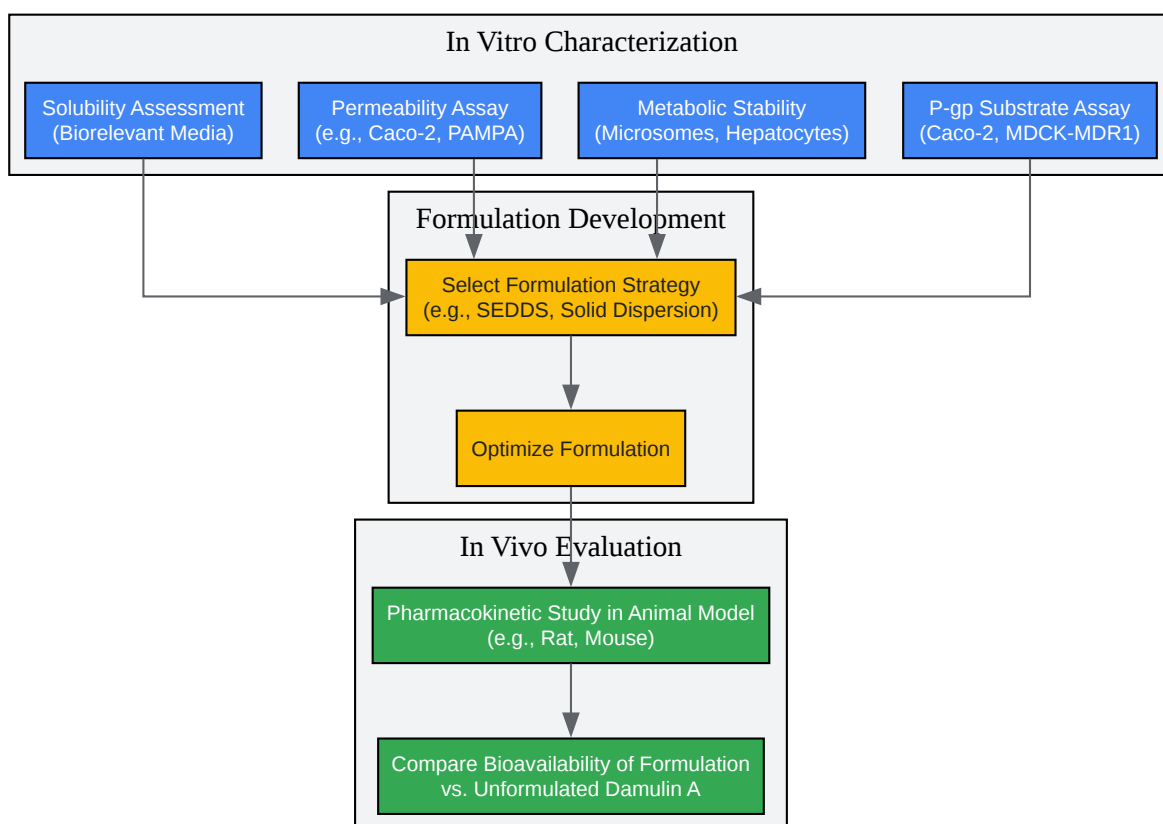 In Vitro Characterization
Solubility Assessment
(Biorelevant Media)
Permeability Assay
(e.g., Caco-2, PAMPA)
Metabolic Stability
(Microsomes, Hepatocytes)
P-gp Substrate Assay
(Caco-2, MDCK-MDR1)
Formulation Development
Select Formulation Strategy
(e.g., SEDDS, Solid Dispersion)
Optimize Formulation
In Vivo Evaluation
Pharmacokinetic Study in Animal Model
(e.g., Rat, Mouse)
Compare Bioavailability of Formulation
vs. Unformulated Damulin A